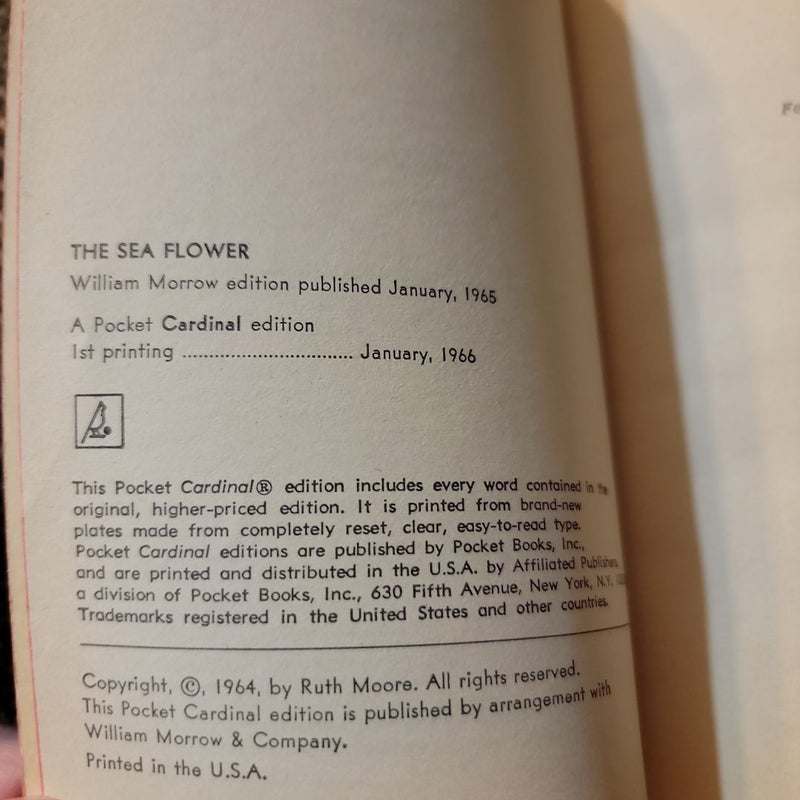 THE SEA FLOWER
William Morrow edition published January, 1965
A Pocket Cardinal edition
1st printing .................................. January, 1966
This Pocket Cardinal® edition includes every word contained in the
original, higher-priced edition. It is printed from brand-new
plates made from completely reset, clear, easy-to-read type.
Pocket Cardinal editions are published by Pocket Books, Inc.,
and are printed and distributed in the U.S.A. by Affiliated Publishers,
a division of Pocket Books, Inc., 630 Fifth Avenue, New York, N.Y.
Trademarks registered in the United States and other countries.
Copyright, ©, 1964, by Ruth Moore. All rights reserved.
This Pocket Cardinal edition is published by arrangement with
William Morrow & Company.
Printed in the U.S.A.